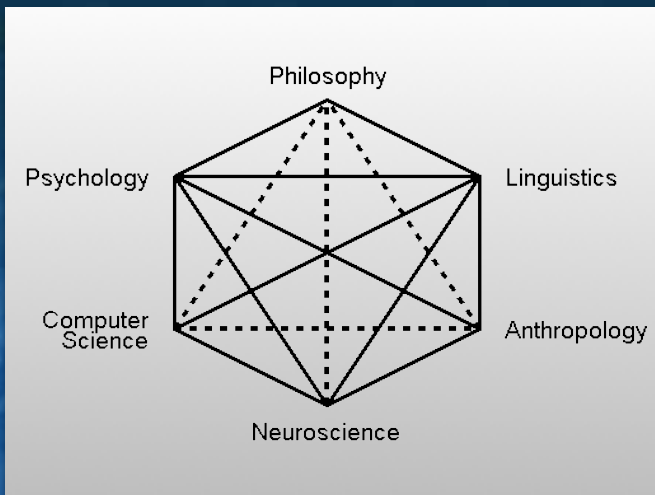 Philosophy
Psychology
Linguistics
Computer
Science
Anthropology
Neuroscience